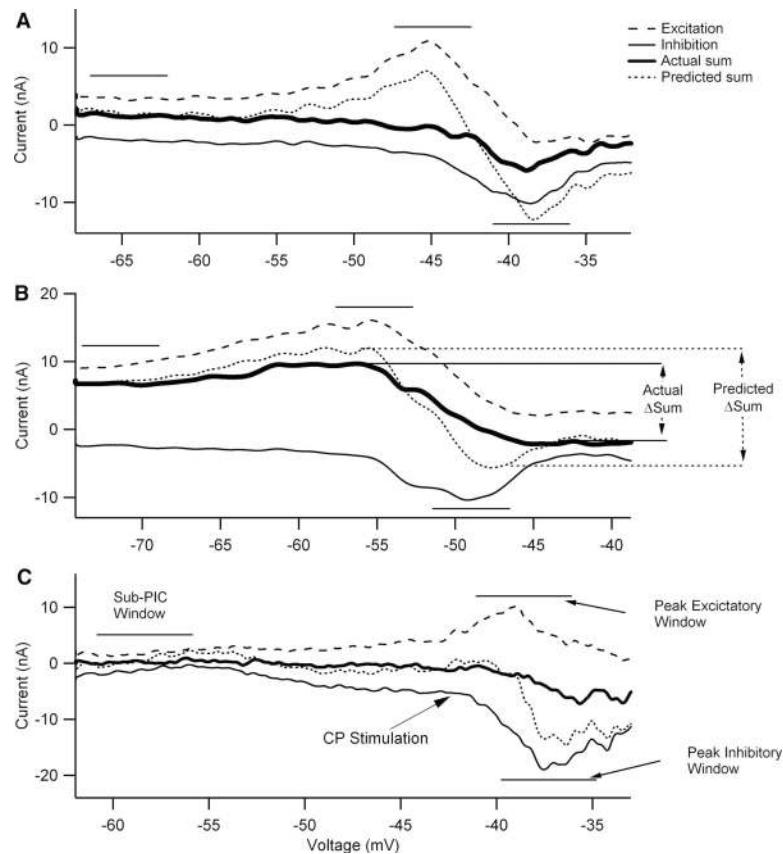 A
Excitation
Inhibition
Actual sum
Predicted sum
10
0
-10
Current (nA)
-65 -60 -55 -50 -45 -40 -35
B
20
10
0
-10
Current (nA)
Actual
ΔSum
Predicted
ΔSum
-70 -65 -60 -55 -50 -45 -40
C
Sub-PIC
Window
10
0
-10
-20
Current (nA)
Peak Excictatory
Window
CP Stimulation
Peak Inhibitory
Window
-60 -55 -50 -45 -40 -35
Voltage (mV)